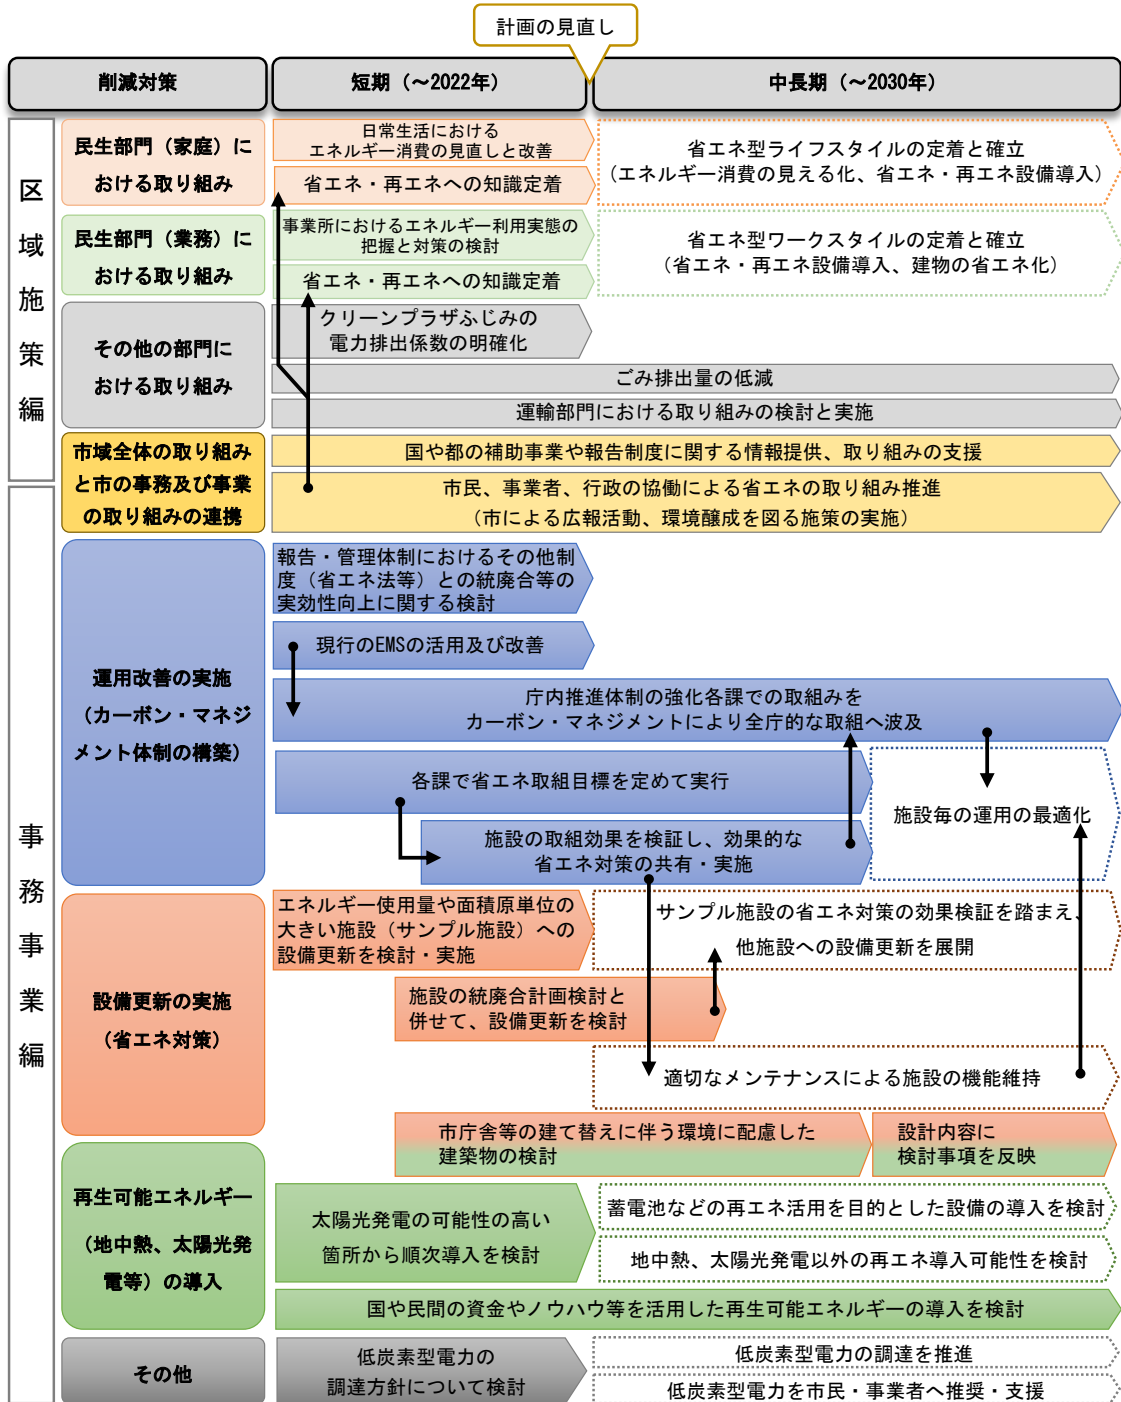 計画の見直し
削減対策
短期（～2022年）
中長期（～2030年）
区域施策編
民生部門（家庭）に
おける取り組み
日常生活における
エネルギー消費の見直しと改善
省エネ・再エネへの知識定着
省エネ型ライフスタイルの定着と確立
（エネルギー消費の見える化、省エネ・再エネ設備導入）
民生部門（業務）に
おける取り組み
事業所におけるエネルギー利用実態の
把握と対策の検討
省エネ・再エネへの知識定着
省エネ型ワークスタイルの定着と確立
（省エネ・再エネ設備導入、建物の省エネ化）
その他の部門に
おける取り組み
クリーンプラザふじみの
電力排出係数の明確化
ごみ排出量の低減
運輸部門における取り組みの検討と実施
市域全体の取り組み
と市の事務及び事業
の取り組みの連携
国や都の補助事業や報告制度に関する情報提供、取り組みの支援
市民、事業者、行政の協働による省エネの取り組み推進
（市による広報活動、環境醸成を図る施策の実施）
事務事業編
運用改善の実施
（カーボン・マネジ
メント体制の構築）
報告・管理体制におけるその他制
度（省エネ法等）との統廃合等の
実効性向上に関する検討
現行のEMSの活用及び改善
庁内推進体制の強化各課での取組みを
カーボン・マネジメントにより全庁的な取組へ波及
各課で省エネ取組目標を定めて実行
施設の取組効果を検証し、効果的な
省エネ対策の共有・実施
施設毎の運用の最適化
設備更新の実施
（省エネ対策）
エネルギー使用量や面積原単位の
大きい施設（サンプル施設）への
設備更新を検討・実施
サンプル施設の省エネ対策の効果検証を踏まえ、
他施設への設備更新を展開
施設の統廃合計画検討と
併せて、設備更新を検討
適切なメンテナンスによる施設の機能維持
市庁舎等の建て替えに伴う環境に配慮した
建築物の検討
設計内容に
検討事項を反映
再生可能エネルギー
（地中熱、太陽光発
電等）の導入
太陽光発電の可能性の高い
箇所から順次導入を検討
蓄電池などの再エネ活用を目的とした設備の導入を検討
地中熱、太陽光発電以外の再エネ導入可能性を検討
国や民間の資金やノウハウ等を活用した再生可能エネルギーの導入を検討
その他
低炭素型電力の
調達方針について検討
低炭素型電力の調達を推進
低炭素型電力を市民・事業者へ推奨・支援